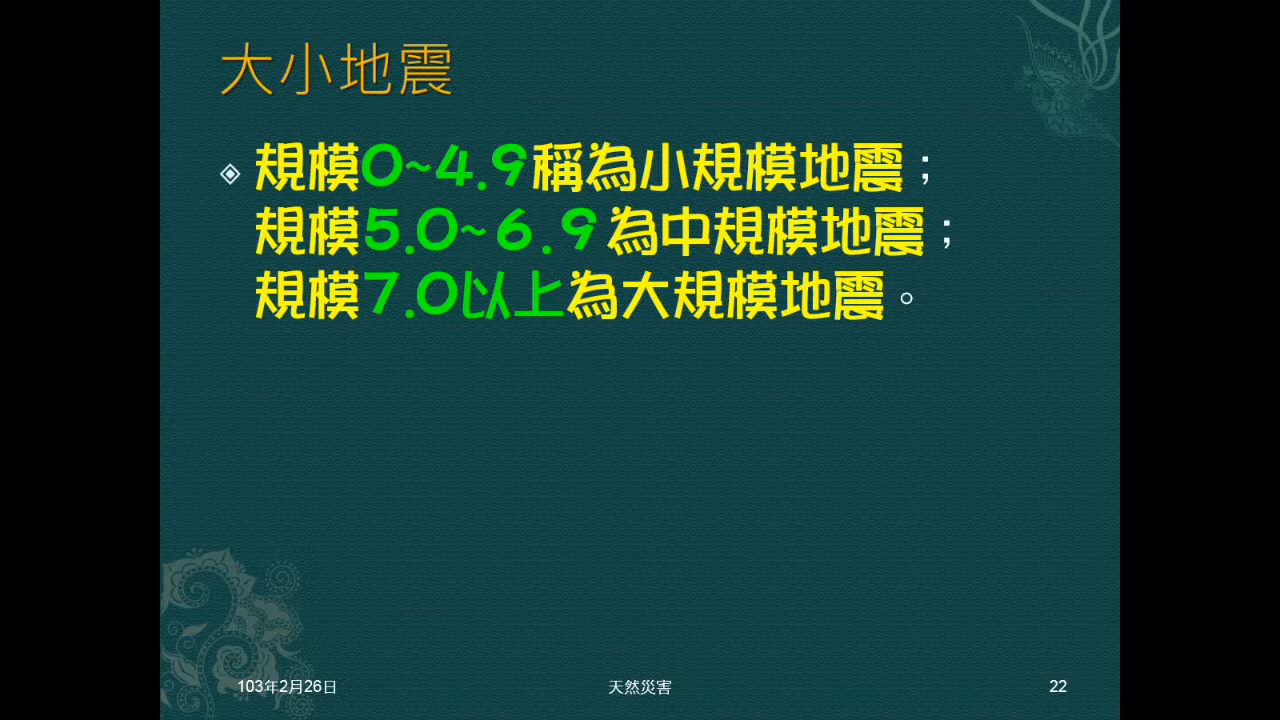 大小地震
規模0~4.9稱為小規模地震；
規模5.0~6.9為中規模地震；
規模7.0以上為大規模地震。
103年2月26日
天然災害
22